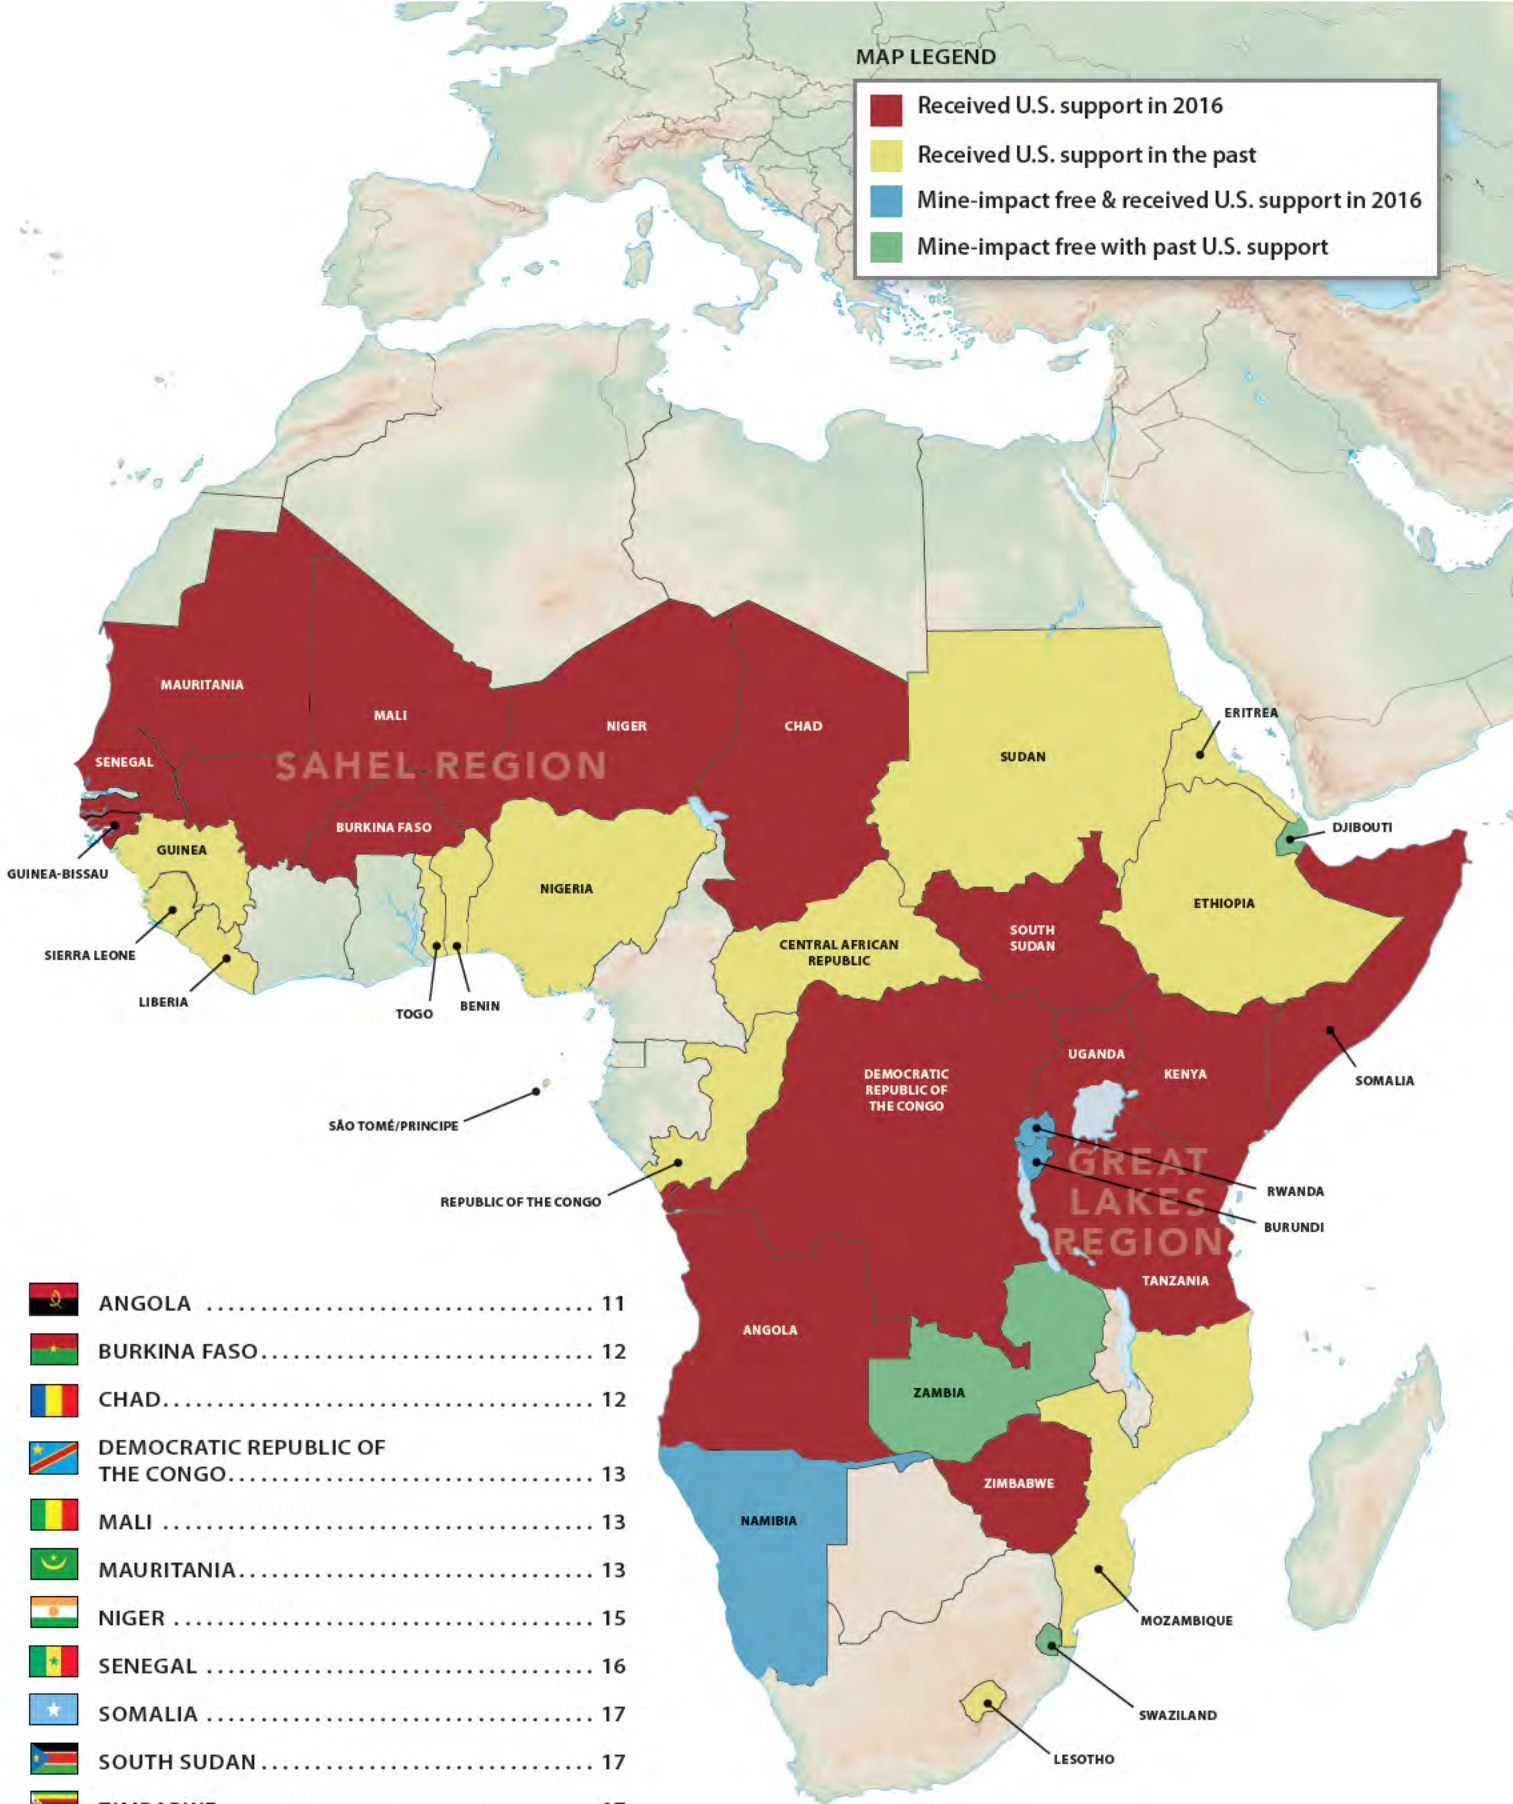 MAP LEGEND
Received U.S. support in 2016
Received U.S. support in the past
Mine-impact free & received U.S. support in 2016
Mine-impact free with past U.S. support
MAURITANIA
MALI
NIGER
CHAD
SUDAN
ERITREA
SENEGAL
SAHEL REGION
BURKINA FASO
DJIBOUTI
GUINEA
GUINEA-BISSAU
NIGERIA
ETHIOPIA
SOUTH
SUDAN
CENTRAL AFRICAN
REPUBLIC
SIERRA LEONE
LIBERIA
TOGO
BENIN
UGANDA
KENYA
SOMALIA
DEMOCRATIC
REPUBLIC OF
THE CONGO
SÃO TOMÉ/PRINCIPE
GREAT
LAKES
REGION
RWANDA
REPUBLIC OF THE CONGO
BURUNDI
TANZANIA
ANGOLA
ZAMBIA
ZIMBABWE
NAMIBIA
MOZAMBIQUE
SWAZILAND
LESOTHO
ANGOLA .................................... 11
BURKINA FASO................................. 12
CHAD........................................ 12
DEMOCRATIC REPUBLIC OF
THE CONGO.................................. 13
MALI ........................................ 13
MAURITANIA................................. 13
NIGER ....................................... 15
SENEGAL .................................... 16
SOMALIA .................................... 17
SOUTH SUDAN............................... 17